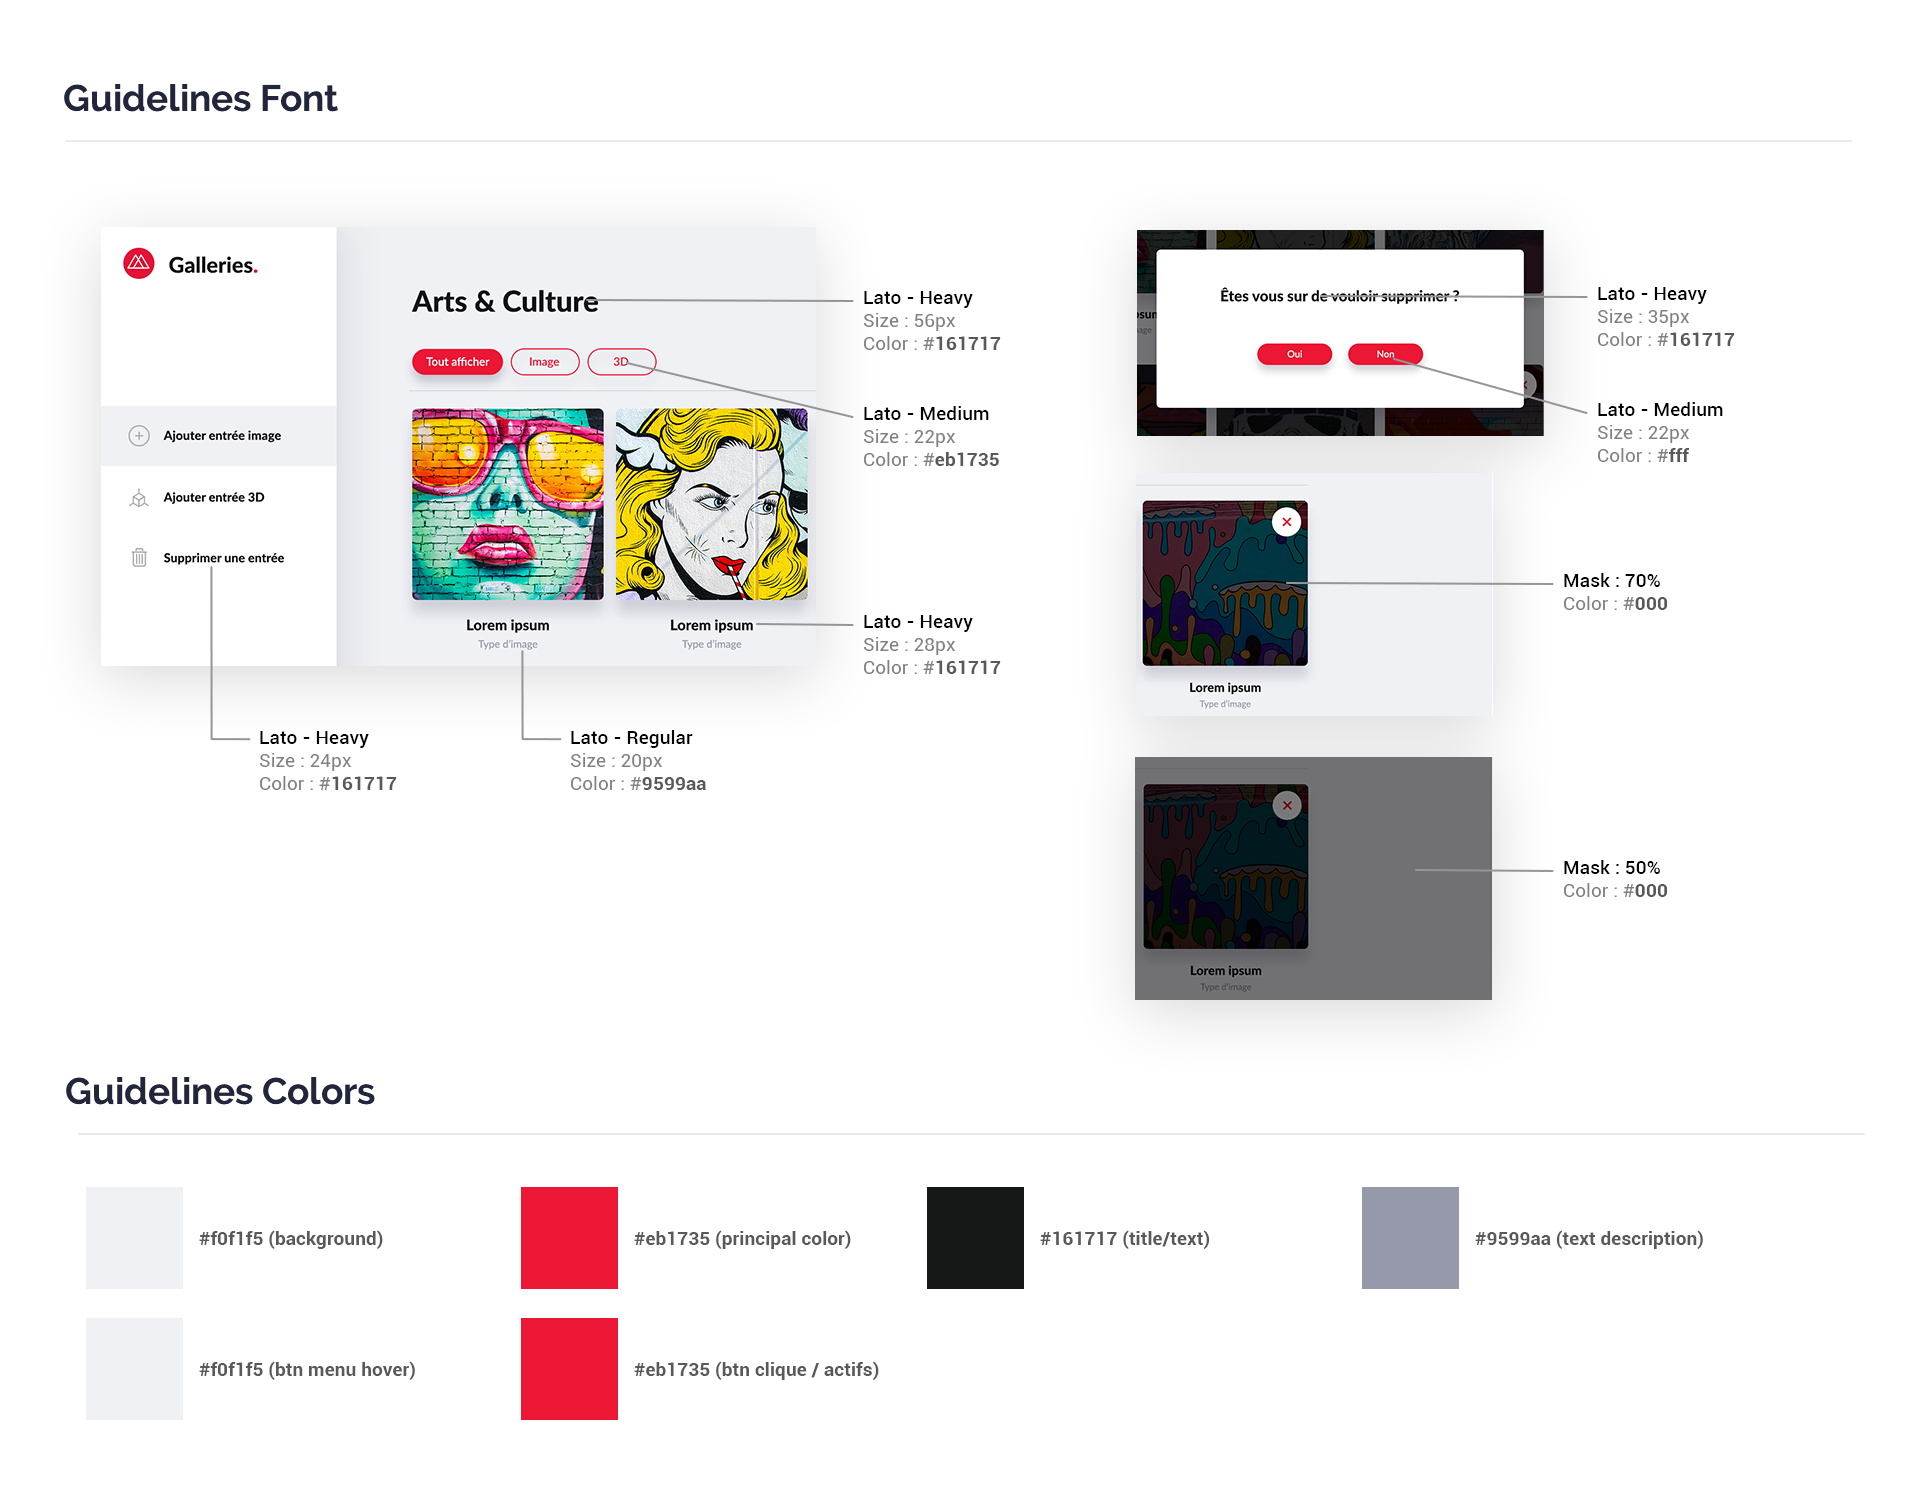 Guidelines Font
Galleries.
Ajouter entrée image
Ajouter entrée 3D
Supprimer une entrée
Arts & Culture
Tout afficher
Image
3D
Lorem ipsum
Type d'image
Lorem ipsum
Type d'image
Lato - Heavy
Size : 56px
Color : #161717
Lato - Medium
Size : 22px
Color : #eb1735
Lato - Heavy
Size : 28px
Color : #161717
Lato - Heavy
Size : 24px
Color : #161717
Lato - Regular
Size : 20px
Color : #9599aa
Êtes vous sur de vouloir supprimer ?
Oui
Non
Lato - Heavy
Size : 35px
Color : #161717
Lato - Medium
Size : 22px
Color : #fff
Lorem ipsum
Type d'image
Mask : 70%
Color : #000
Lorem ipsum
Type d'image
Mask : 50%
Color : #000
Guidelines Colors
#f0f1f5 (background)
#eb1735 (principal color)
#161717 (title/text)
#9599aa (text description)
#f0f1f5 (btn menu hover)
#eb1735 (btn clique / actifs)